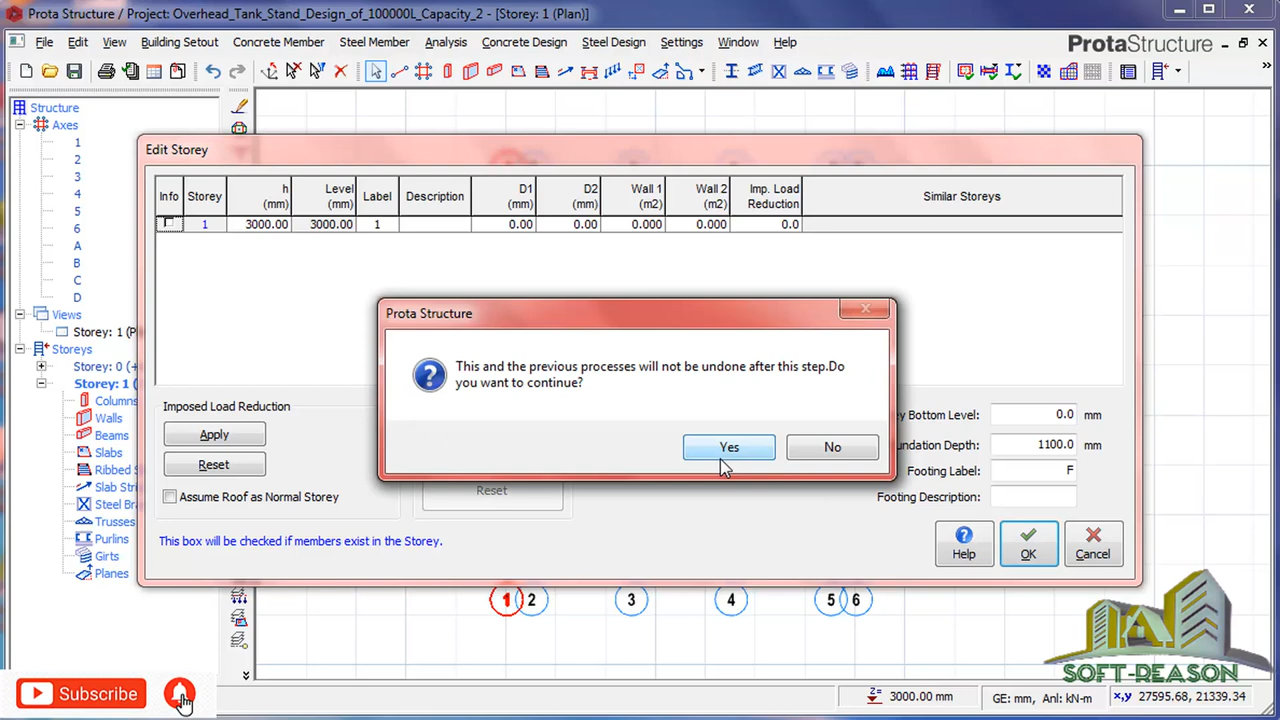 Prota Structure / Project: Overhead_Tank_Stand_Design_of_100000L_Capacity_2 - [Storey: 1 (Plan)]
File Edit View Building Setout Concrete Member Steel Member Analysis Concrete Design Steel Design Settings Window Help
ProtaStructure
Structure
Axes
1
2
3
4
5
6
A
B
C
D
Views
Storey: 1 (P
Storeys
Storey: 0 (+
Storey: 1 (
Columns
Walls
Beams
Slabs
Ribbed S
Slab Stri
Steel Bra
Trusses
Purlins
Girts
Planes
Edit Storey
Info Storey h (mm) Level (mm) Label Description D1 (mm) D2 (mm) Wall 1 (m2) Wall 2 (m2) Imp. Load Reduction Similar Storeys
1 3000.00 3000.00 1 0.00 0.00 0.000 0.000 0.0
Prota Structure
This and the previous processes will not be undone after this step.Do
you want to continue?
Yes No
Imposed Load Reduction
Apply
Reset
Assume Roof as Normal Storey
Reset
ey Bottom Level: 0.0 mm
undation Depth: 1100.0 mm
Footing Label: F
Footing Description:
This box will be checked if members exist in the Storey.
Help OK Cancel
1 2 3 4 5 6
SOFT-REASON
Subscribe
Z= 3000.00 mm GE: mm, Anl: kN-m x,y 27595.68, 21339.34